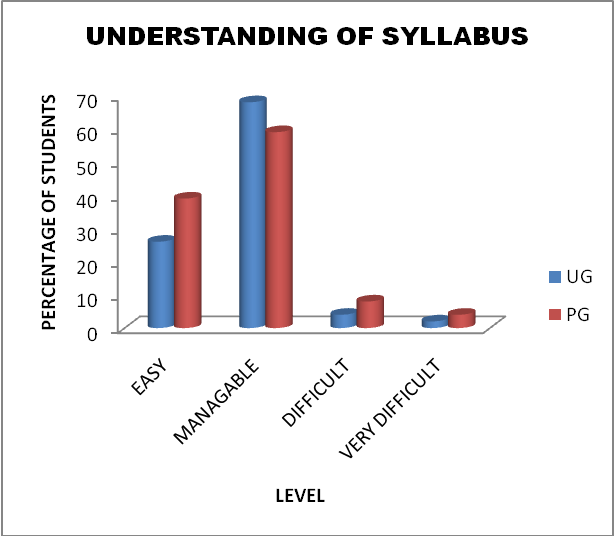 UNDERSTANDING OF SYLLABUS
PERCENTAGE OF STUDENTS
70
60
50
40
30
20
10
0
EASY
MANAGABLE
DIFFICULT
VERY DIFFICULT
LEVEL
UG
PG